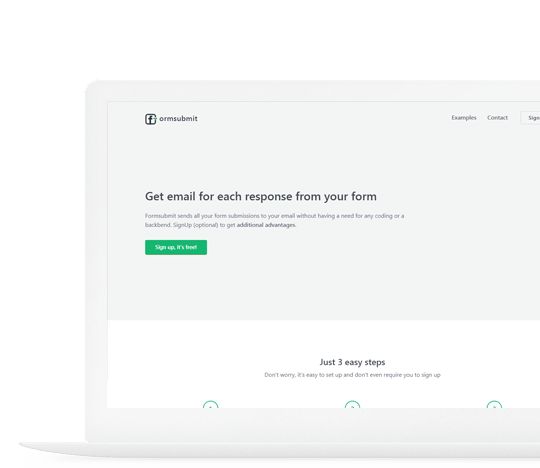 formsubmit
Examples Contact Sign
Get email for each response from your form
Formsubmit sends all your form submissions to your email without having a need for any coding or a
backend. SignUp (optional) to get additional advantages.
Sign up, it's free!
Just 3 easy steps
Don't worry, it's easy to set up and don't even require you to sign up